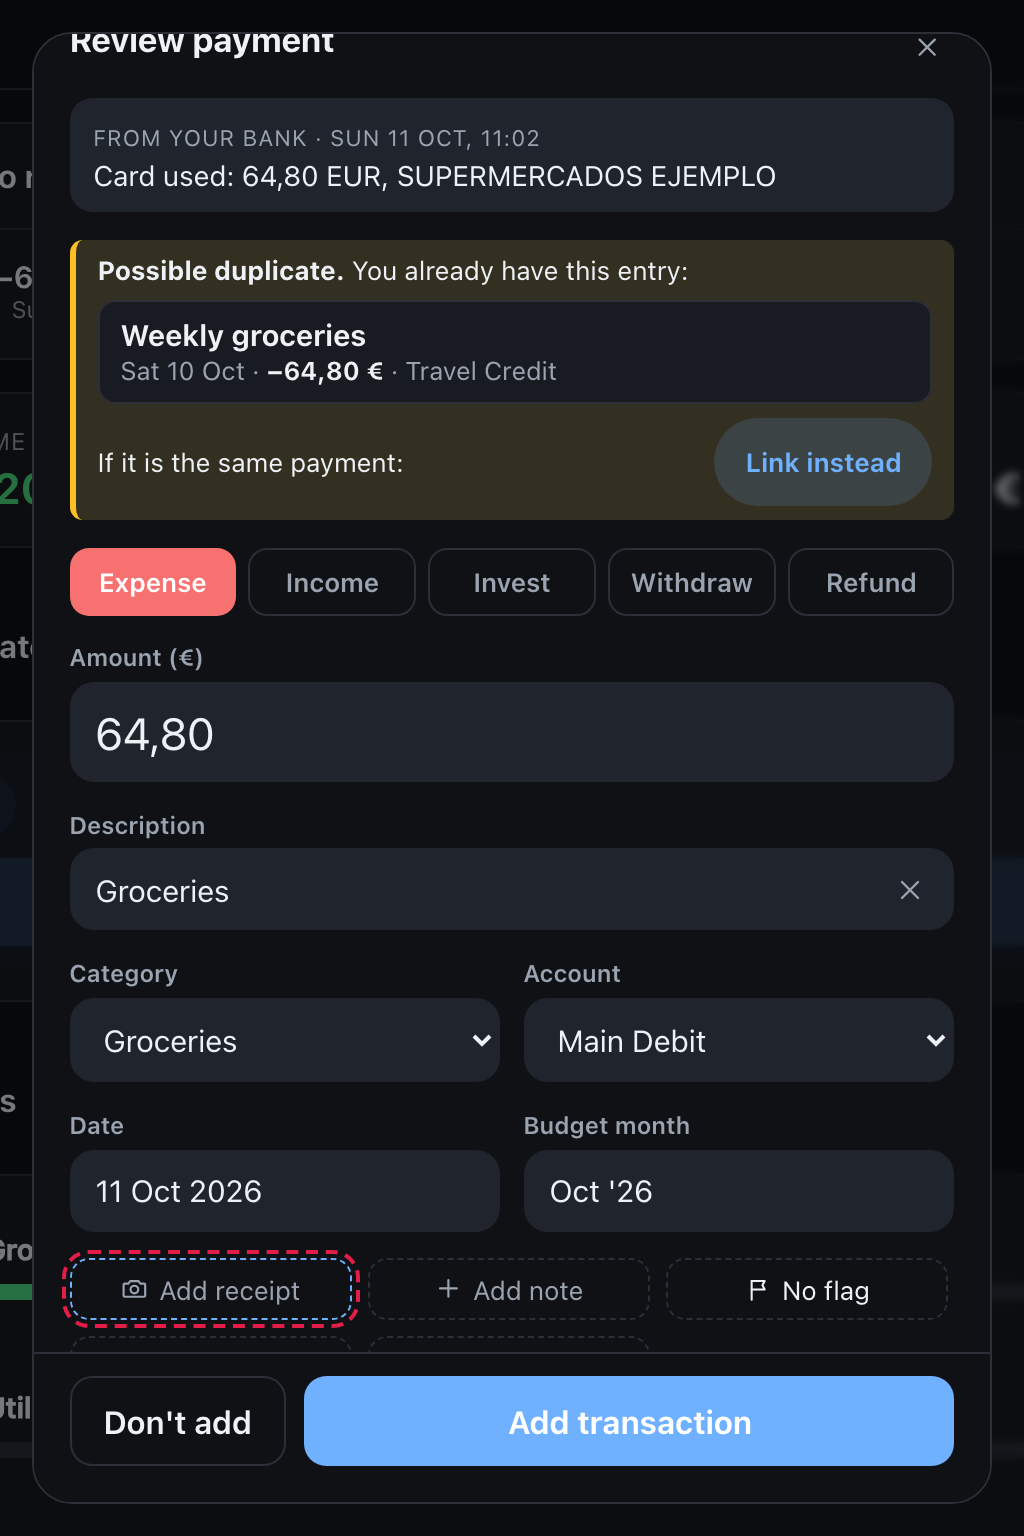 Review payment
FROM YOUR BANK · SUN 11 OCT, 11:02
Card used: 64,80 EUR, SUPERMERCADOS EJEMPLO
Possible duplicate. You already have this entry:
Weekly groceries
Sat 10 Oct · −64,80 € · Travel Credit
If it is the same payment:
Link instead
Expense Income Invest Withdraw Refund
Amount (€)
64,80
Description
Groceries
Category Account
Groceries Main Debit
Date Budget month
11 Oct 2026 Oct '26
Add receipt Add note No flag
Don't add Add transaction